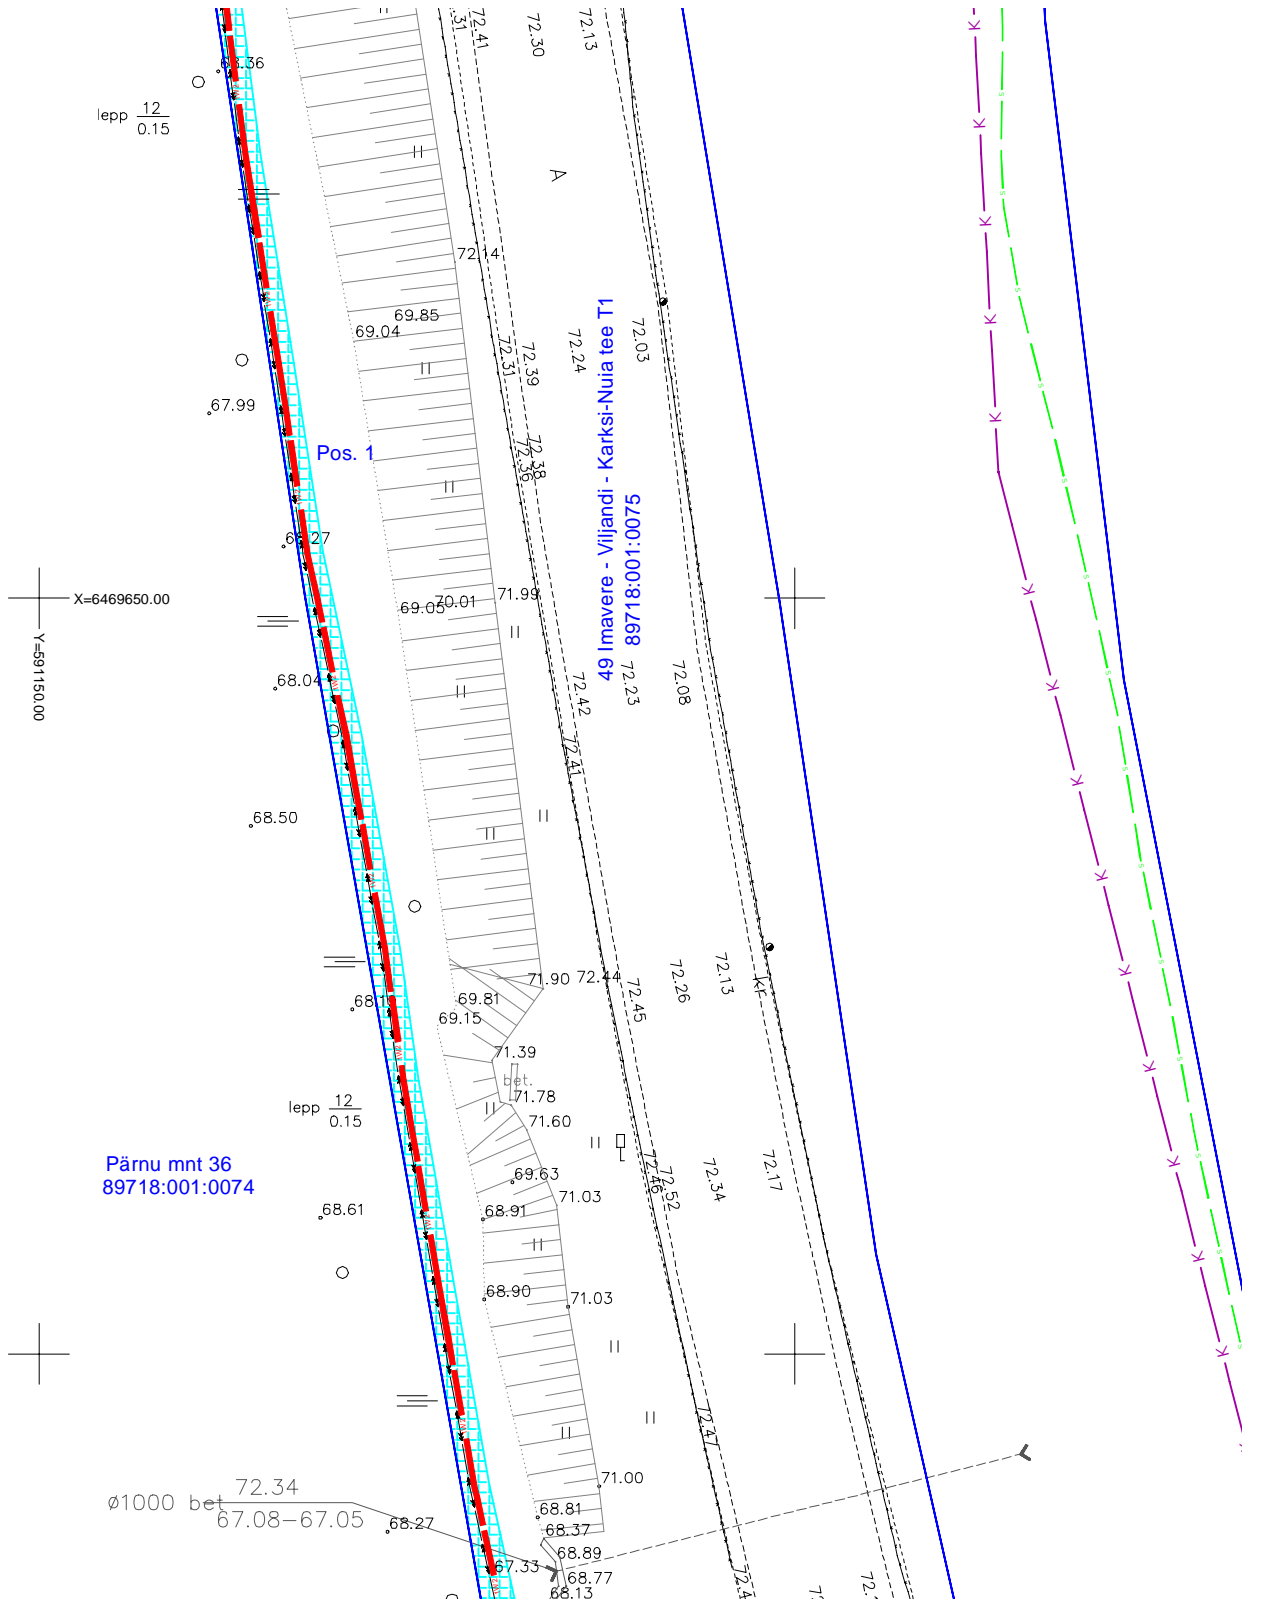 72.31
72.41
72.30
72.13
K
lepp 12
0.15
K
A
K
72.14
69.85
69.04
72.31
72.39
72.24
72.03
K
67.99
Pos. 1
72.36
72.38
K
49 Imavere - Viljandi - Karksi-Nuia tee T1
89718:001:0075
X=6469650.00
Y=591150.00
69.05
70.01
71.99
K
68.04
72.42
72.23
72.08
K
72.41
K
68.50
K
71.90
72.44
72.45
72.26
72.13
kr
K
69.81
69.15
71.39
bet.
71.78
K
lepp 12
0.15
71.60
Pärnu mnt 36
89718:001:0074
69.63
71.03
72.46
72.52
72.34
72.17
K
68.61
68.91
K
68.90
71.03
K
72.47
71.00
ø1000 bet 72.34
67.08-67.05
68.27
68.81
68.37
68.89
67.33
68.77
68.13